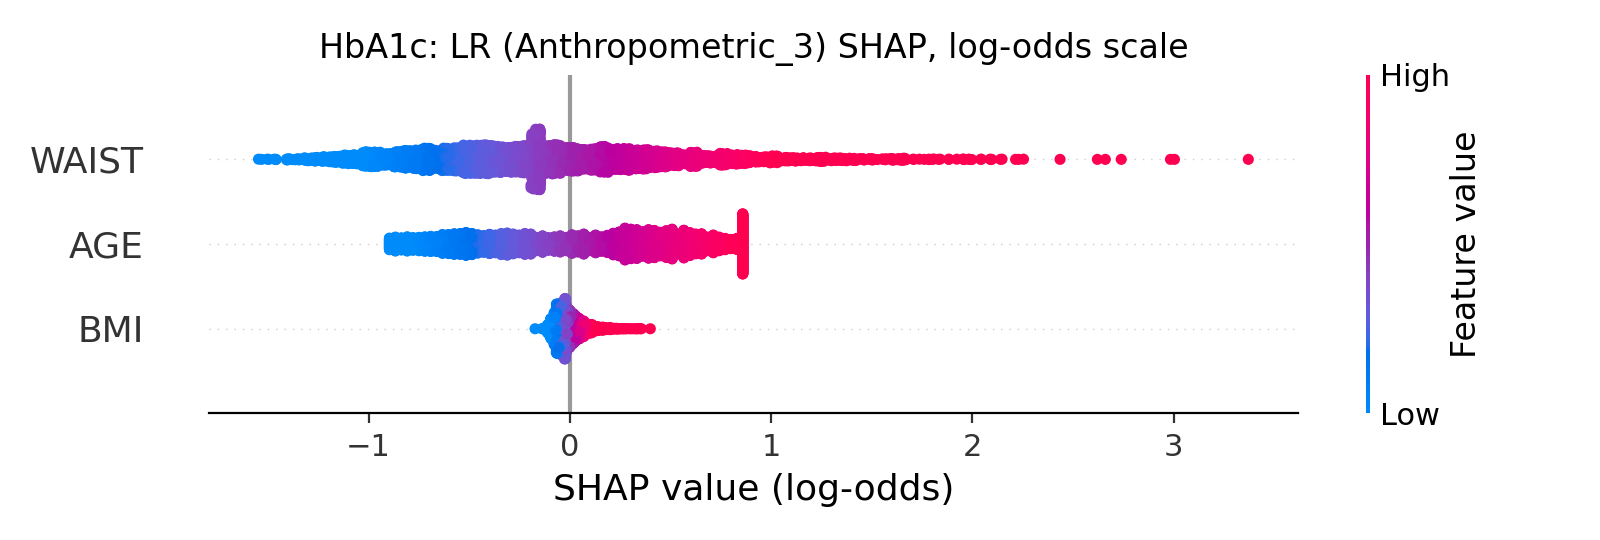 HbA1c: LR (Anthropometric_3) SHAP, log-odds scale
High
WAIST
AGE
BMI
Feature value
Low
−1
0
1
2
3
SHAP value (log-odds)